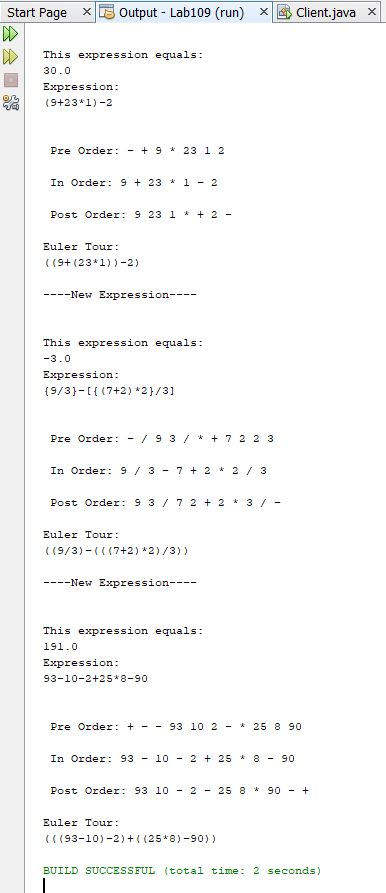 Start Page × Output - Lab109 (run) × Client.java ×
This expression equals:
30.0
Expression:
(9+23*1)-2
Pre Order: - + 9 * 23 1 2
In Order: 9 + 23 * 1 - 2
Post Order: 9 23 1 * + 2 -
Euler Tour:
((9+(23*1))-2)
----New Expression----
This expression equals:
-3.0
Expression:
{9/3}-[{(7+2)*2}/3]
Pre Order: - / 9 3 / * + 7 2 2 3
In Order: 9 / 3 - 7 + 2 * 2 / 3
Post Order: 9 3 / 7 2 + 2 * 3 / -
Euler Tour:
((9/3)-(((7+2)*2)/3))
----New Expression----
This expression equals:
191.0
Expression:
93-10-2+25*8-90
Pre Order: + - - 93 10 2 - * 25 8 90
In Order: 93 - 10 - 2 + 25 * 8 - 90
Post Order: 93 10 - 2 - 25 8 * 90 - +
Euler Tour:
(((93-10)-2)+((25*8)-90))
BUILD SUCCESSFUL (total time: 2 seconds)